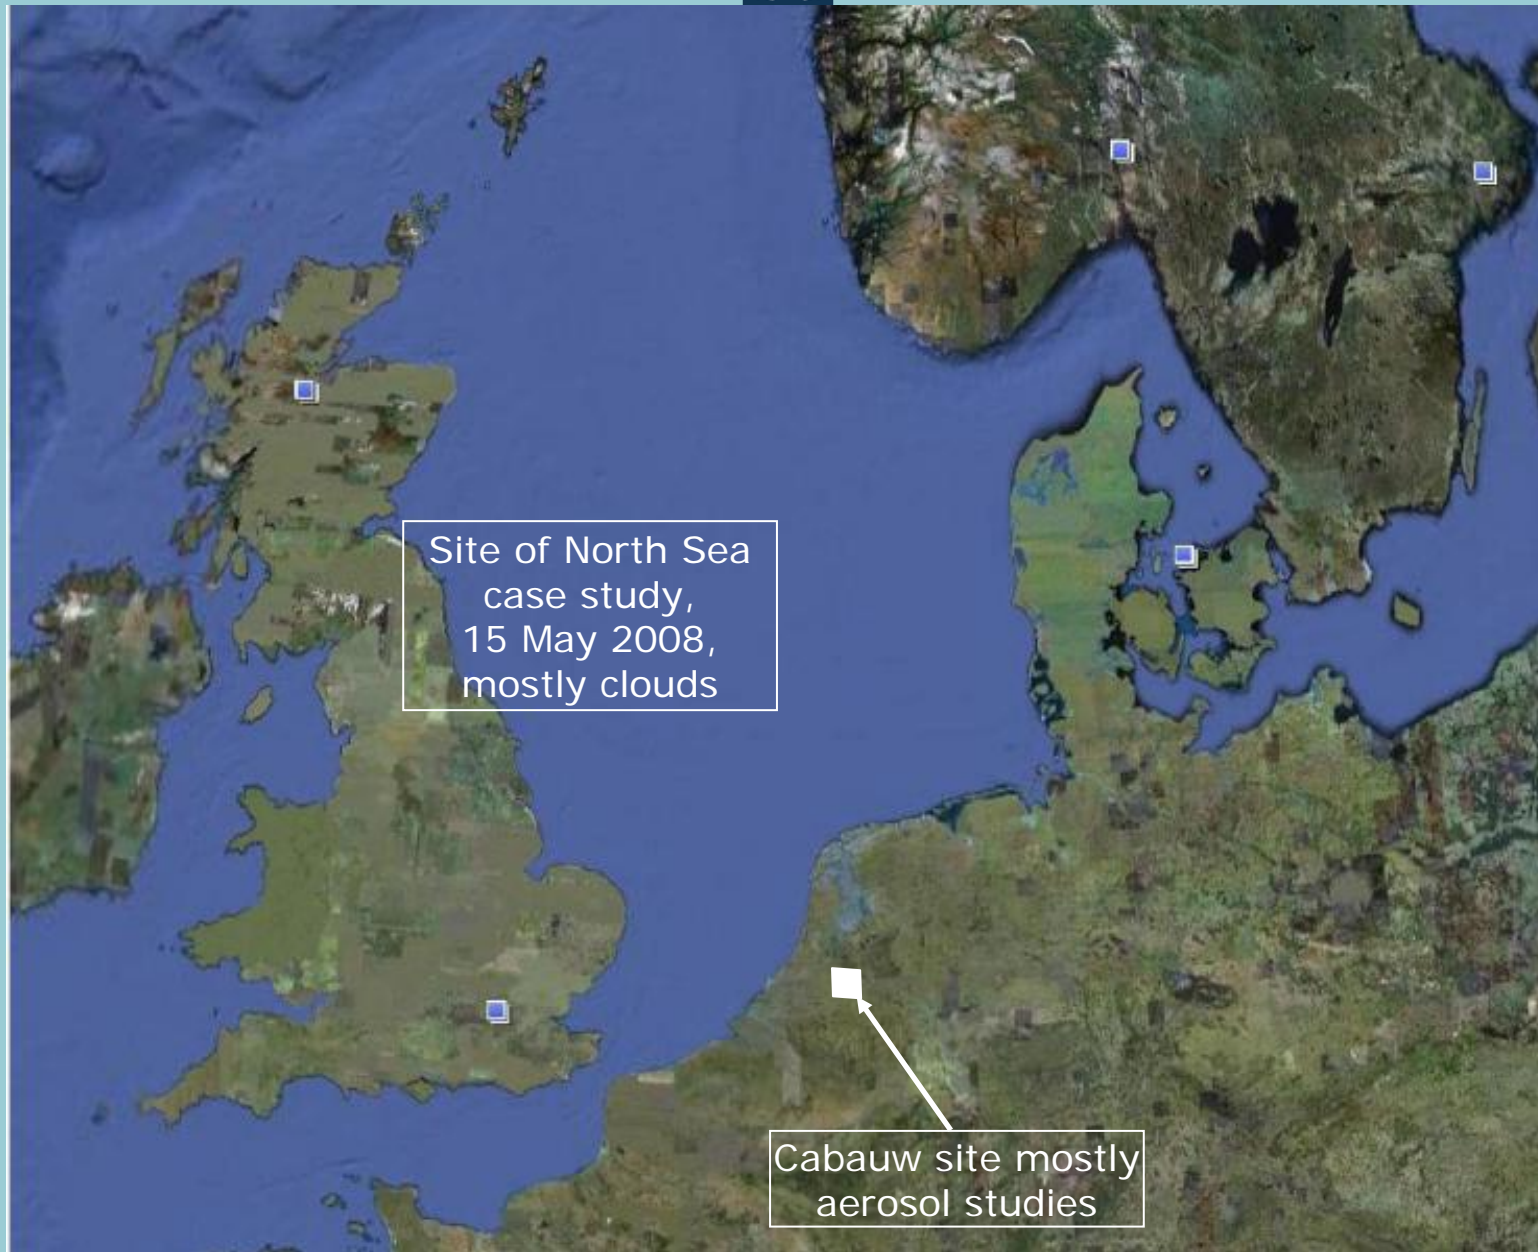 Site of North Sea
case study,
15 May 2008,
mostly clouds
Cabauw site mostly
aerosol studies